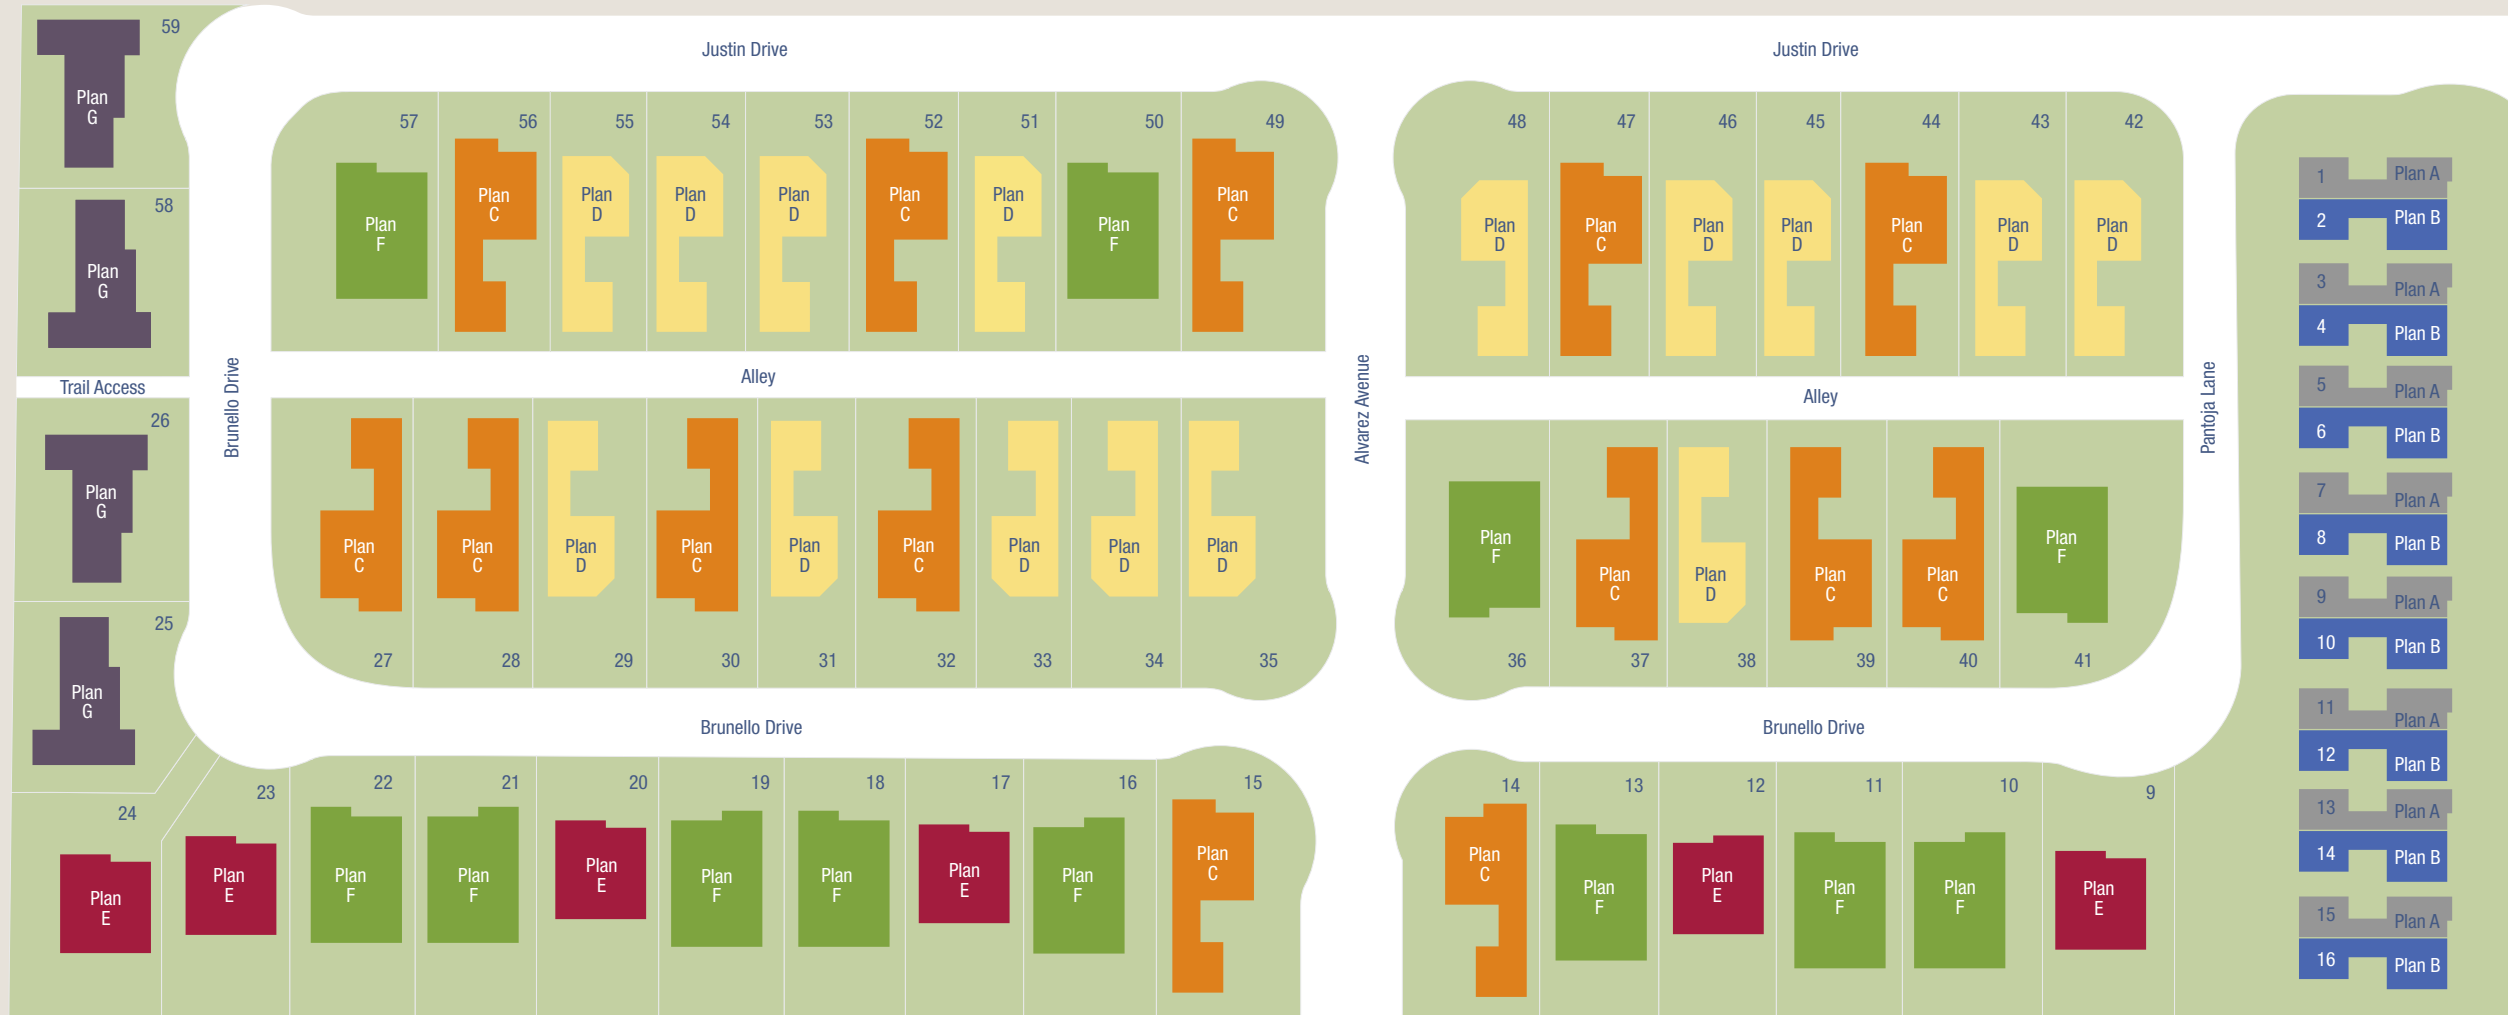 Justin Drive
Justin Drive
59
Plan
G
58
Plan
G
Trail Access
26
Plan
G
25
Plan
G
Brunello Drive
57
56
55
54
53
52
51
50
49
Plan
F
Plan
C
Plan
D
Plan
D
Plan
D
Plan
C
Plan
D
Plan
F
Plan
C
Alley
Plan
C
Plan
C
Plan
D
Plan
C
Plan
D
Plan
C
Plan
D
Plan
D
Plan
D
27
28
29
30
31
32
33
34
35
Alvarez Avenue
48
47
46
45
44
43
42
Plan
D
Plan
C
Plan
D
Plan
D
Plan
C
Plan
D
Plan
D
Alley
Plan
F
Plan
C
Plan
D
Plan
C
Plan
C
Plan
F
36
37
38
39
40
41
Pantoja Lane
Brunello Drive
Brunello Drive
24
23
22
21
20
19
18
17
16
15
Plan
E
Plan
E
Plan
F
Plan
F
Plan
E
Plan
F
Plan
F
Plan
E
Plan
F
Plan
C
14
13
12
11
10
9
Plan
C
Plan
F
Plan
E
Plan
F
Plan
F
Plan
E
1 Plan A
2 Plan B
3 Plan A
4 Plan B
5 Plan A
6 Plan B
7 Plan A
8 Plan B
9 Plan A
10 Plan B
11 Plan A
12 Plan B
13 Plan A
14 Plan B
15 Plan A
16 Plan B